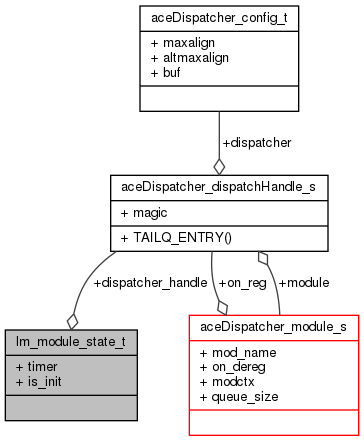 aceDispatcher_config_t
+ maxalign
+ altmaxalign
+ buf
+dispatcher
aceDispatcher_dispatchHandle_s
+ magic
+ TAILQ_ENTRY()
+dispatcher_handle
+on_reg
+module
lm_module_state_t
+ timer
+ is_init
aceDispatcher_module_s
+ mod_name
+ on_dereg
+ modctx
+ queue_size